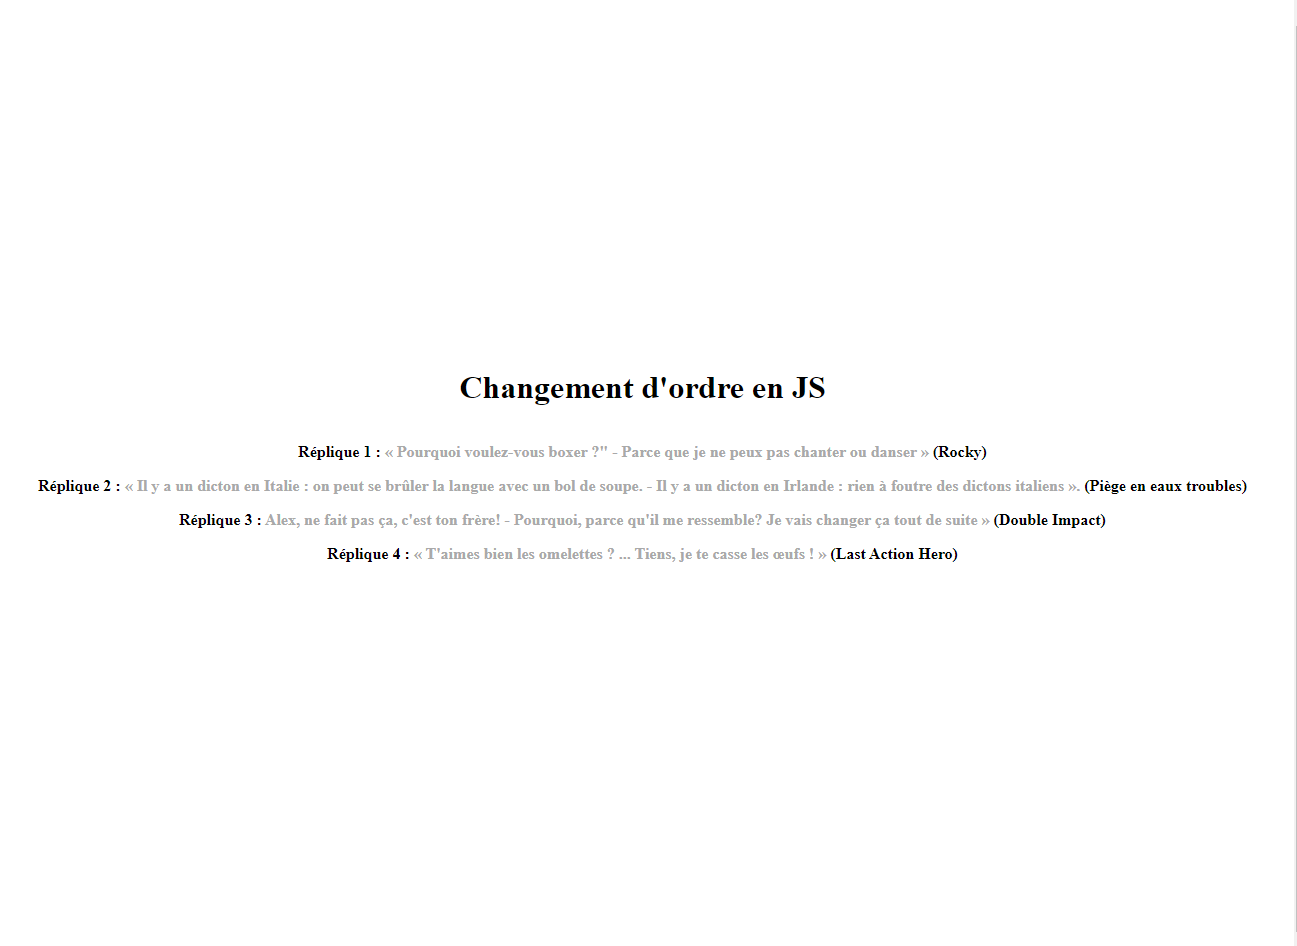 Changement d'ordre en JS
Réplique 1 : « Pourquoi voulez-vous boxer ?" - Parce que je ne peux pas chanter ou danser » (Rocky)
Réplique 2 : « Il y a un dicton en Italie : on peut se brûler la langue avec un bol de soupe. - Il y a un dicton en Irlande : rien à foutre des dictons italiens ». (Piège en eaux troubles)
Réplique 3 : Alex, ne fait pas ça, c'est ton frère! - Pourquoi, parce qu'il me ressemble? Je vais changer ça tout de suite » (Double Impact)
Réplique 4 : « T'aimes bien les omelettes ? ... Tiens, je te casse les œufs ! » (Last Action Hero)